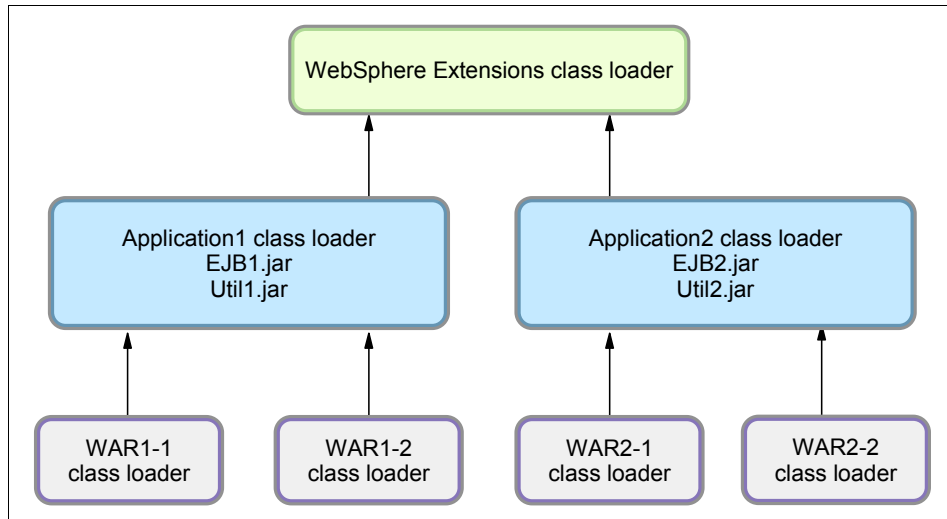 WebSphere Extensions class loader
Application1 class loader
EJB1.jar
Util1.jar
Application2 class loader
EJB2.jar
Util2.jar
WAR1-1
class loader
WAR1-2
class loader
WAR2-1
class loader
WAR2-2
class loader